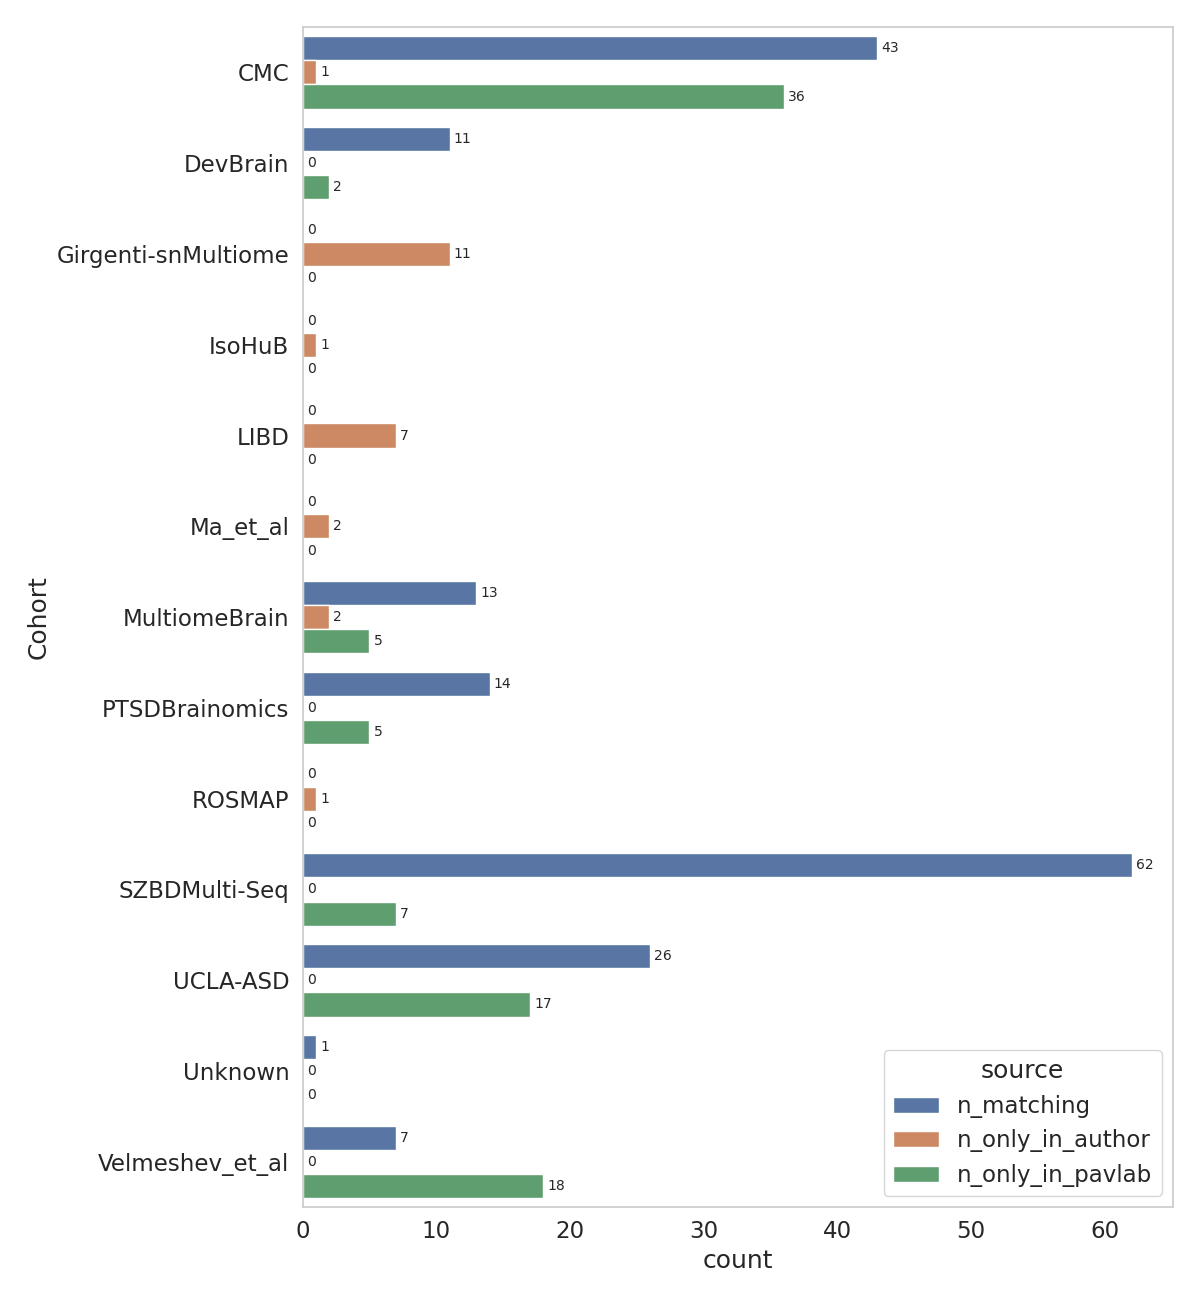 CMC
43
1
36
DevBrain
11
0
2
Girgenti-snMultiome
0
11
0
IsoHuB
0
1
0
LIBD
0
7
0
Ma_et_al
0
2
0
MultiomeBrain
13
2
5
PTSDBrainomics
14
0
5
ROSMAP
0
1
0
SZBDMulti-Seq
62
0
7
UCLA-ASD
26
0
17
Unknown
1
0
0
Velmeshev_et_al
7
0
18
Cohort
source
n_matching
n_only_in_author
n_only_in_pavlab
0 10 20 30 40 50 60
count